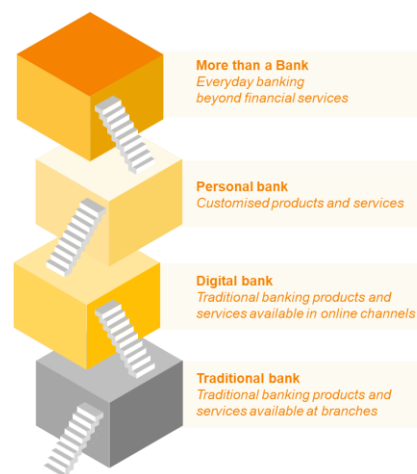 More than a Bank
Everyday banking
beyond financial services
Personal bank
Customised products and services
Digital bank
Traditional banking products and
services available in online channels
Traditional bank
Traditional banking products and
services available at branches